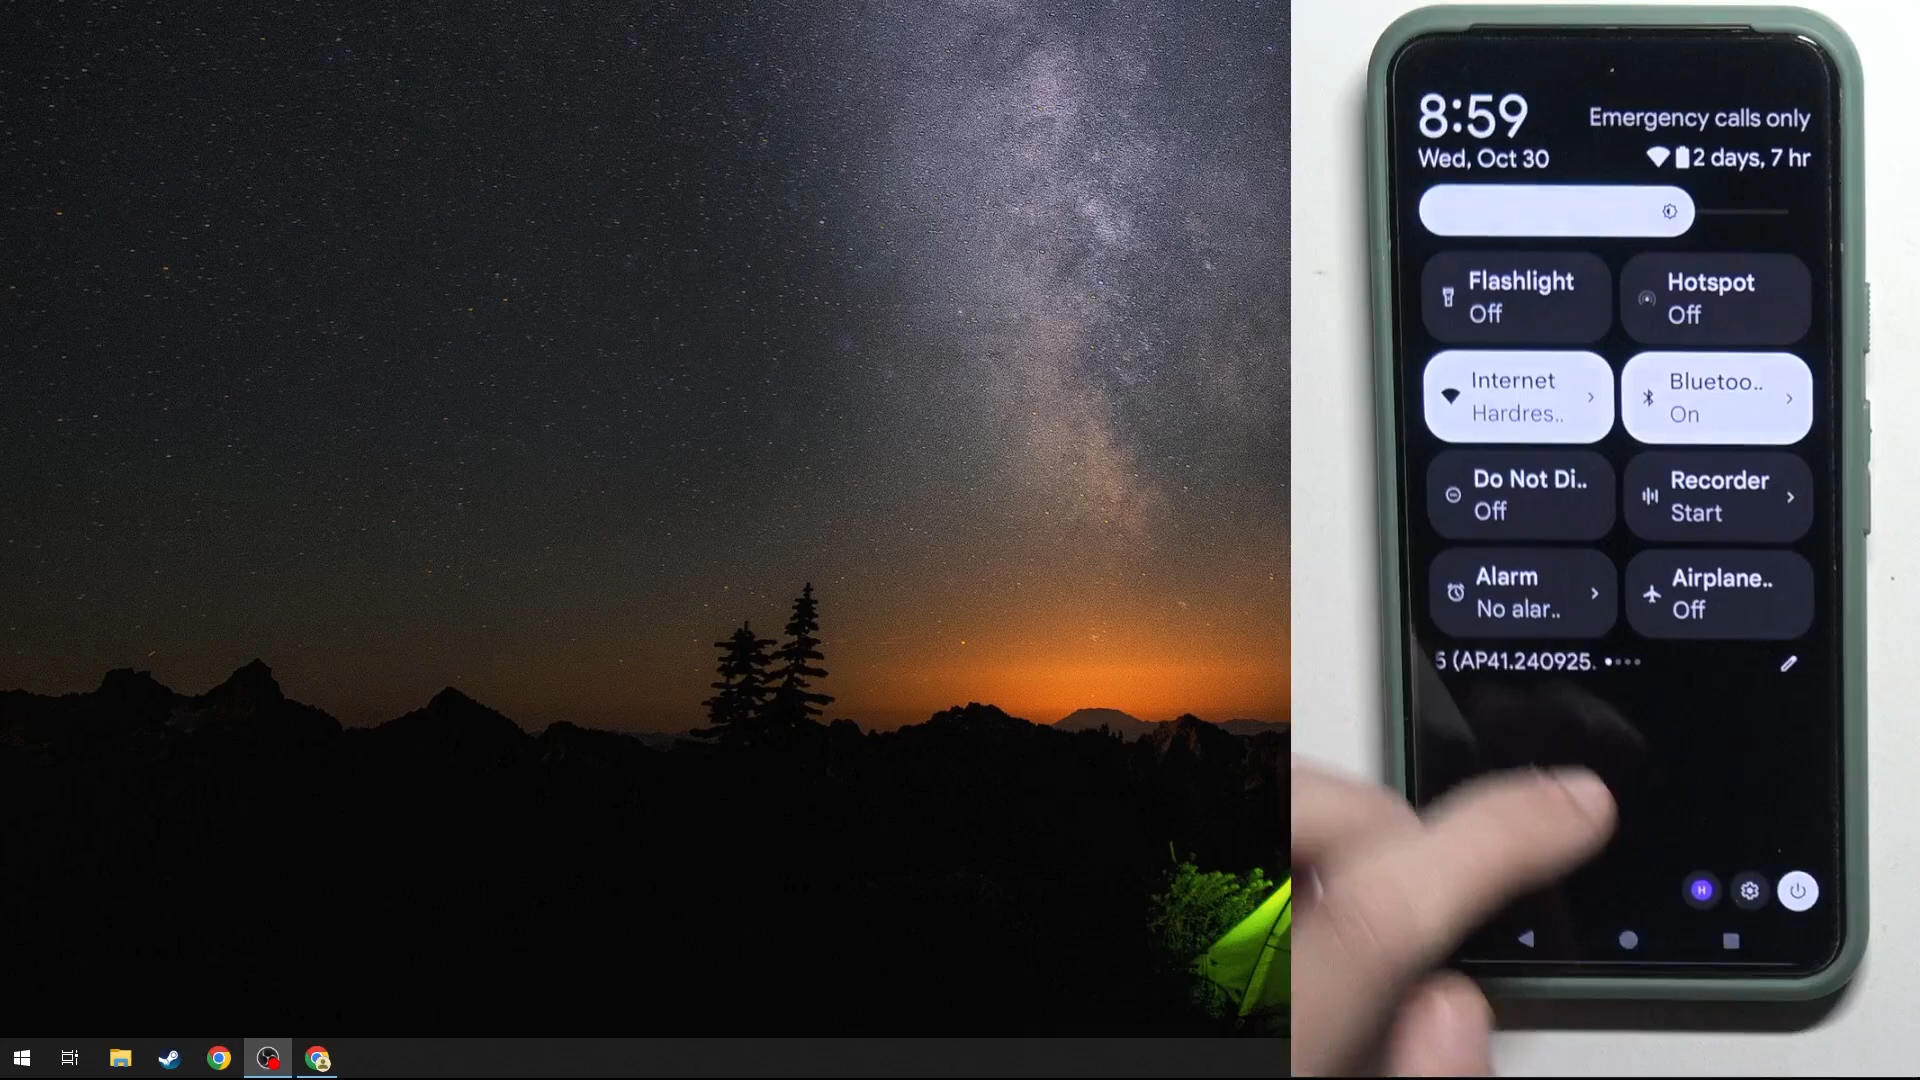 8:59
Emergency calls only
Wed, Oct 30
2 days, 7 hr
Flashlight
Off
Hotspot
Off
Internet
Hardres..
Bluetoo..
On
Do Not Di..
Off
Recorder
Start
Alarm
No alar..
Airplane..
Off
5 (AP41.240925.
H